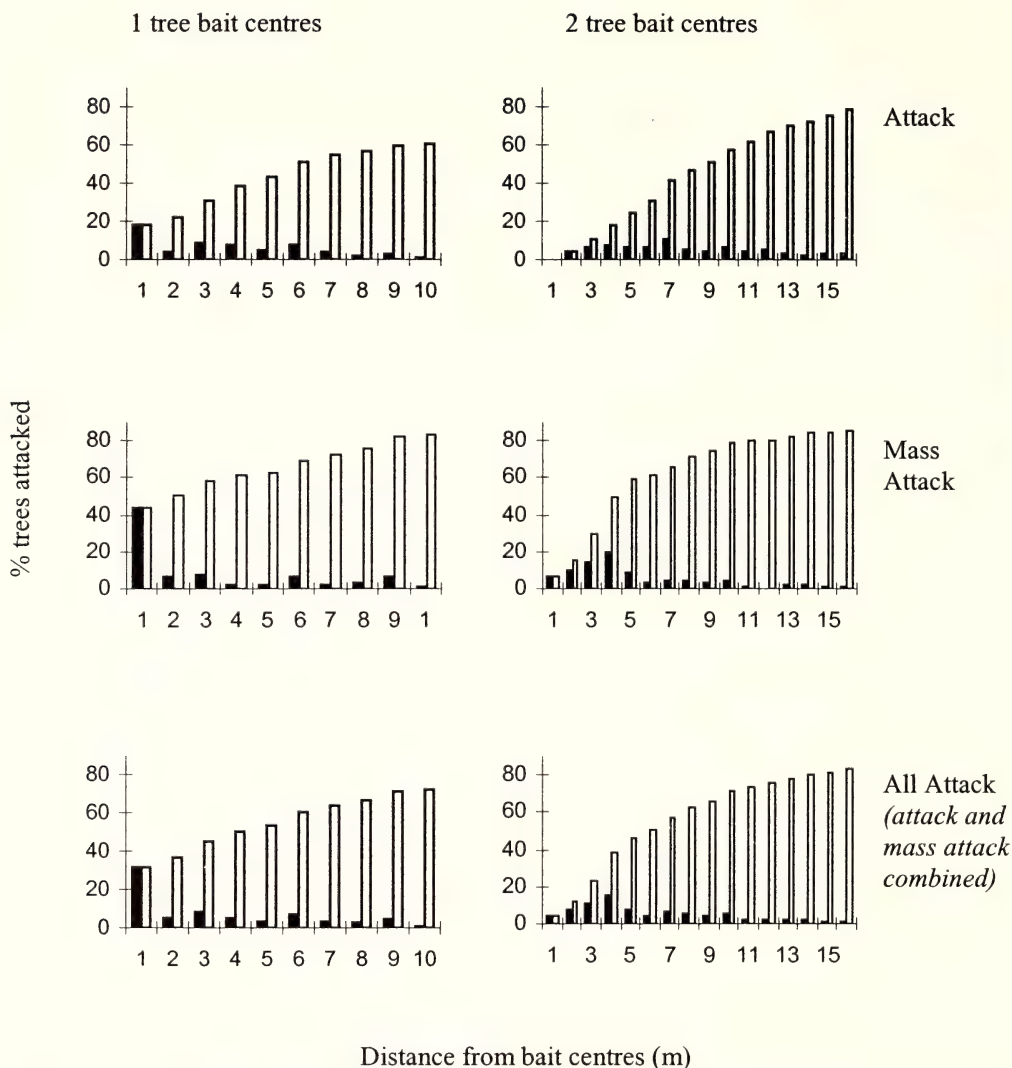 1 tree bait centres
2 tree bait centres
80
60
40
20
0
1 2 3 4 5 6 7 8 9 10
80
60
40
20
0
1 3 5 7 9 11 13 15
Attack
% trees attacked
80
60
40
20
0
1 2 3 4 5 6 7 8 9 1
80
60
40
20
0
1 3 5 7 9 11 13 15
Mass
Attack
80
60
40
20
0
1 2 3 4 5 6 7 8 9 10
80
60
40
20
0
1 3 5 7 9 11 13 15
All Attack
(attack and
mass attack
combined)
Distance from bait centres (m)